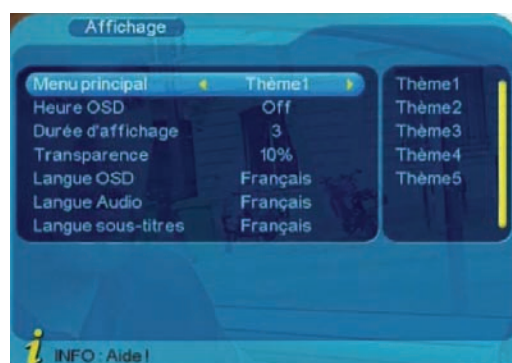 Affichage
Menu principal Thème1
Heure OSD Off
Durée d'affichage 3
Transparence 10%
Langue OSD Français
Langue Audio Français
Langue sous-titres Français
Thème1
Thème2
Thème3
Thème4
Thème5
i INFO : Aide !